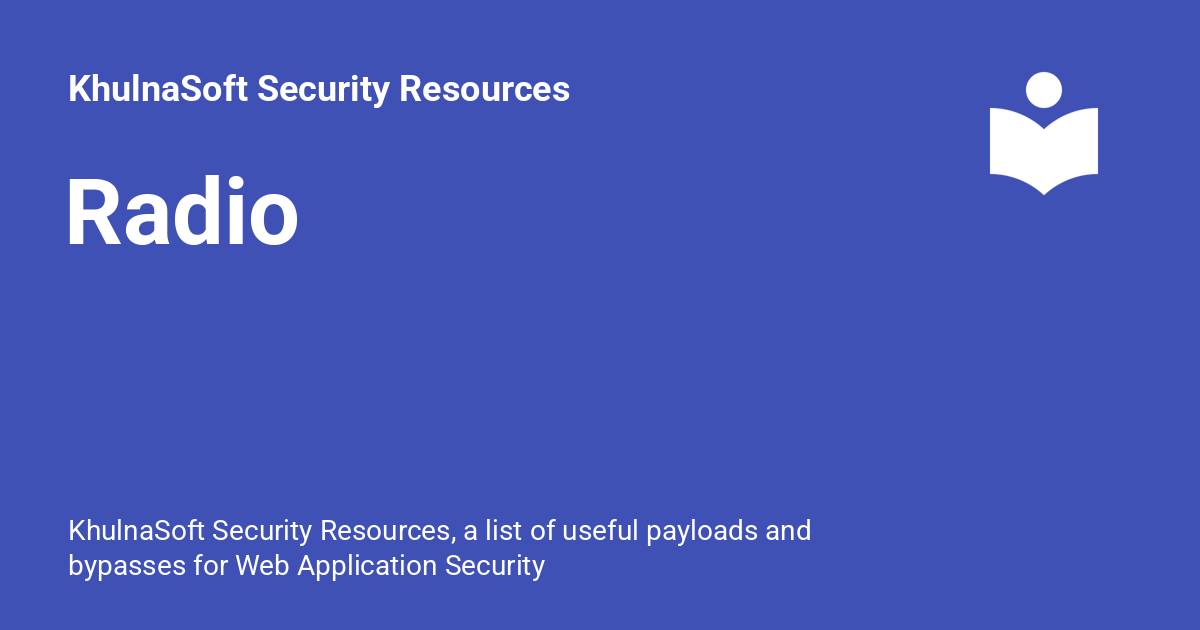 KhulnaSoft Security Resources
Radio
KhulnaSoft Security Resources, a list of useful payloads and
bypasses for Web Application Security